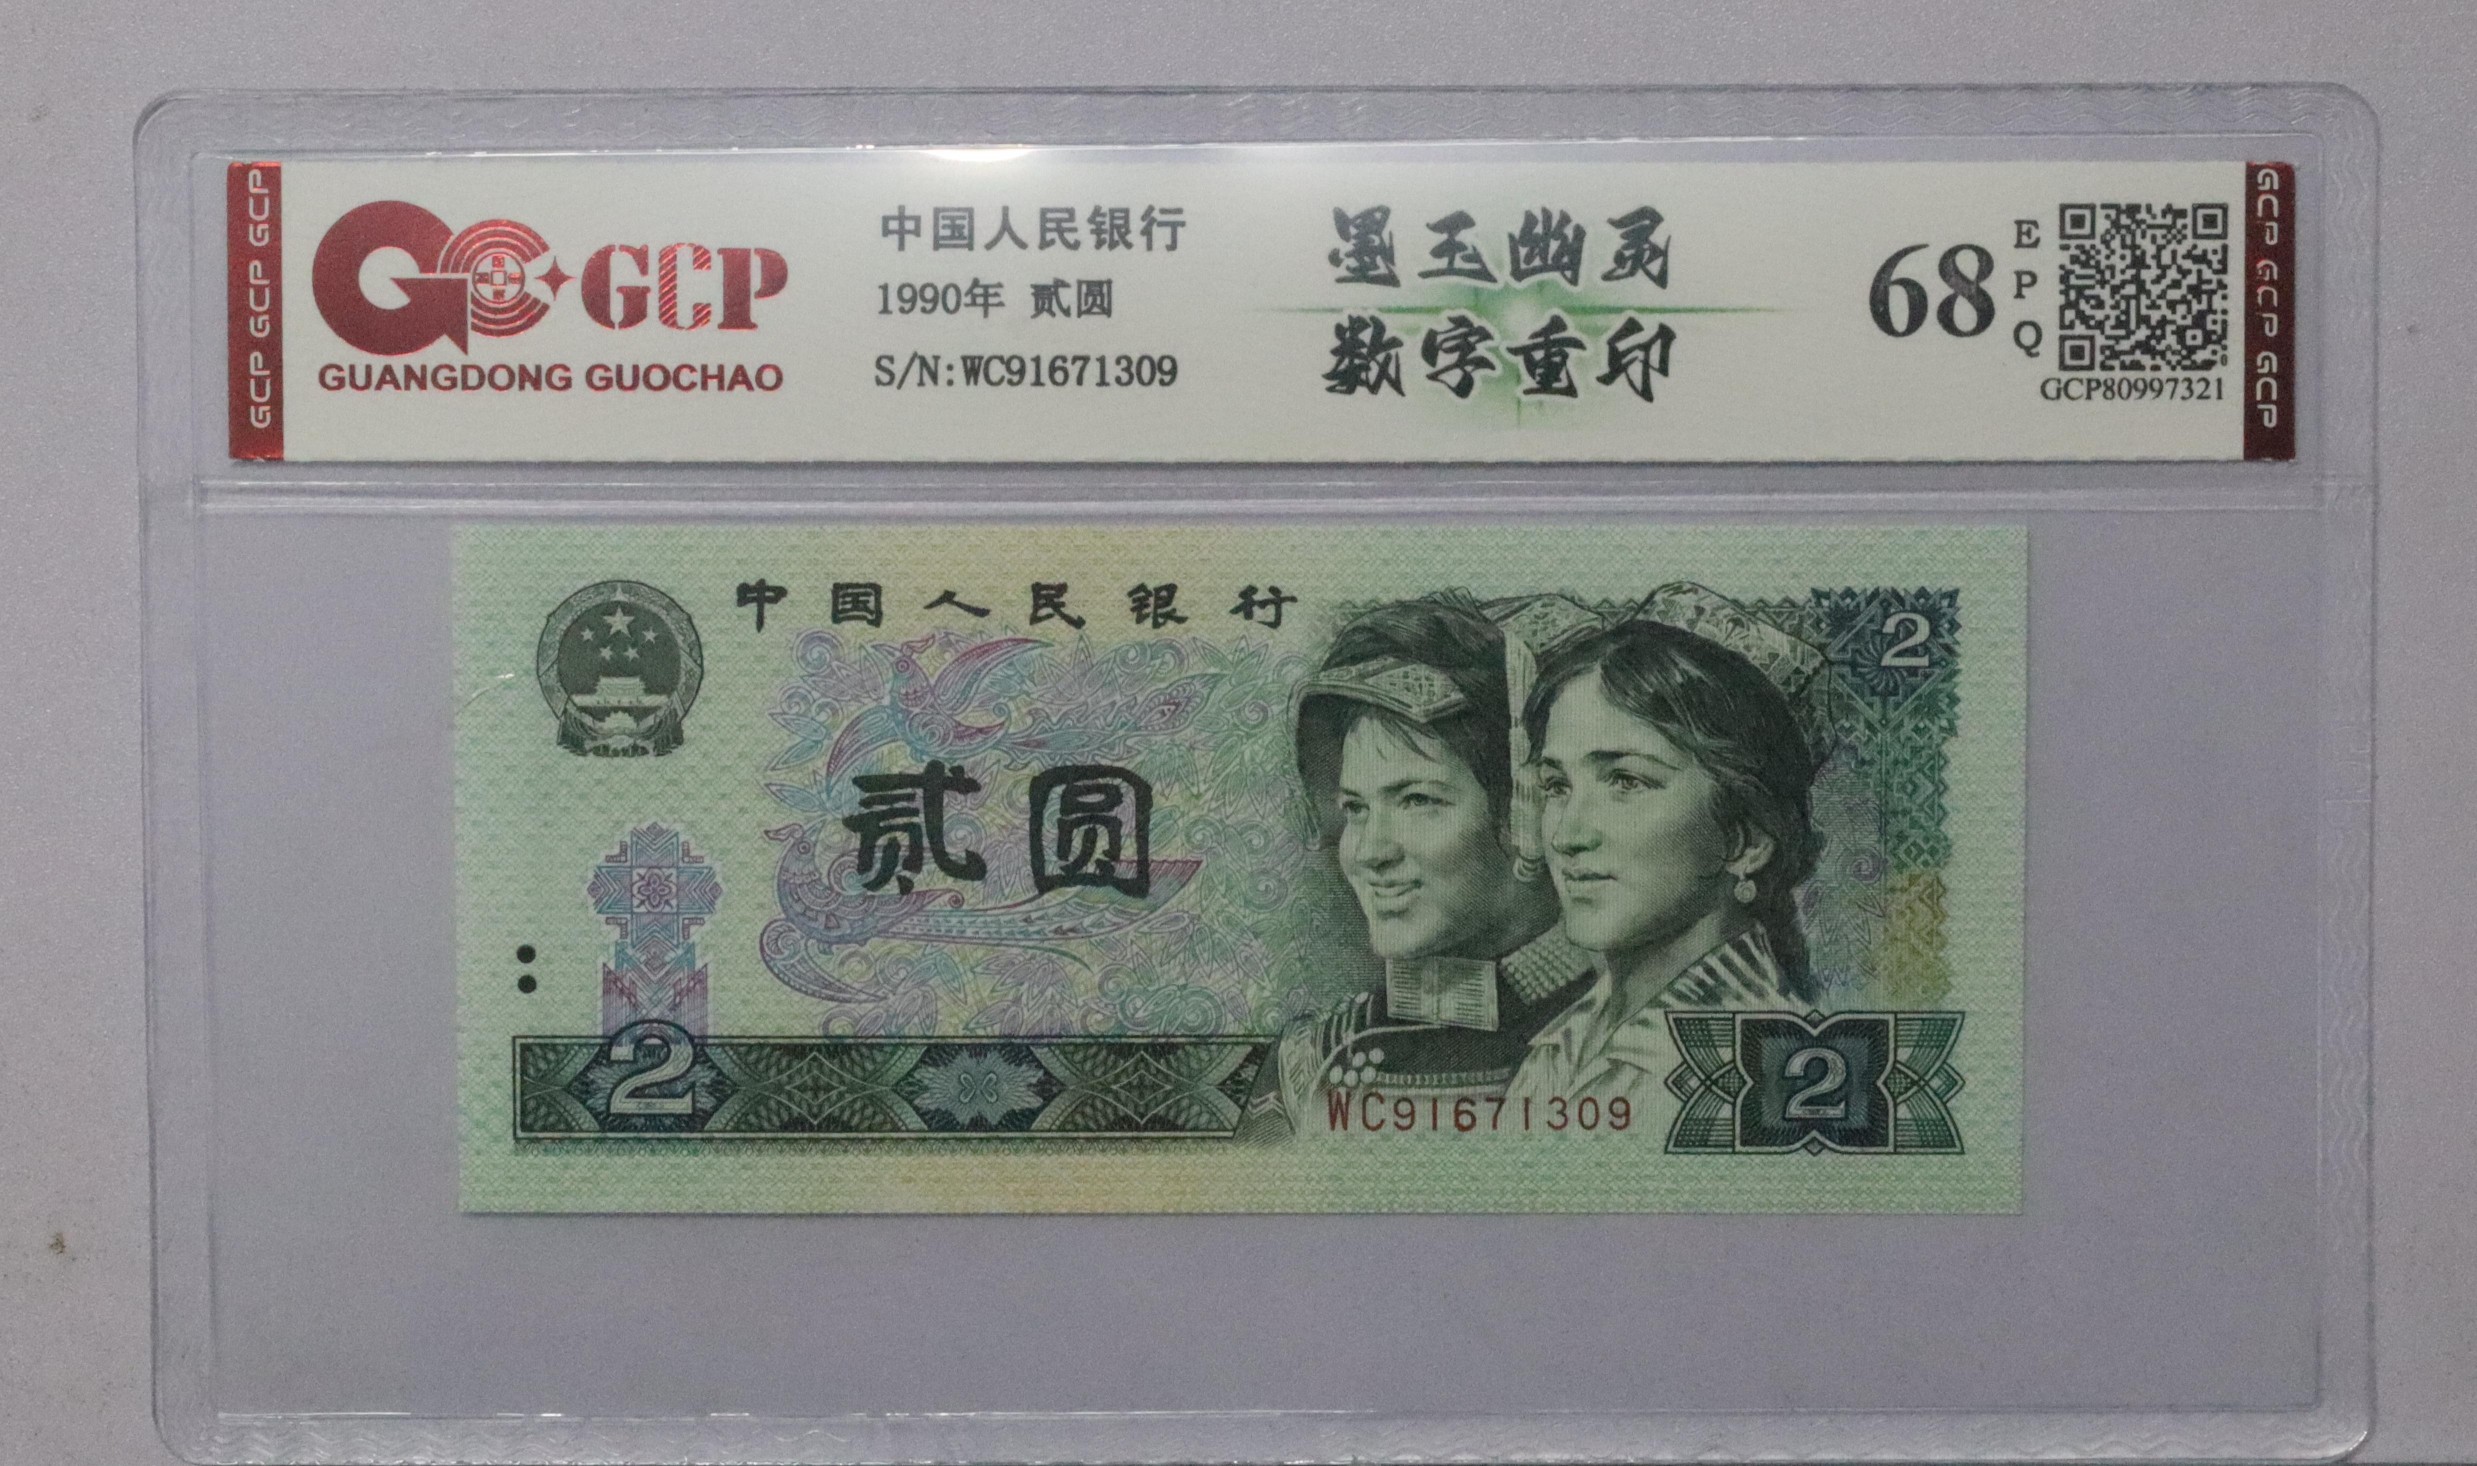 GCP GCP GCP
GCP
GUANGDONG GUOCHAO
中国人民银行
1990年 贰圆
S/N:WC91671309
墨玉幽灵
数字重印
68
E
P
Q
GCP80997321
GCP GCP GCP
中国人民银行
2
贰圆
2
WC91671309
2